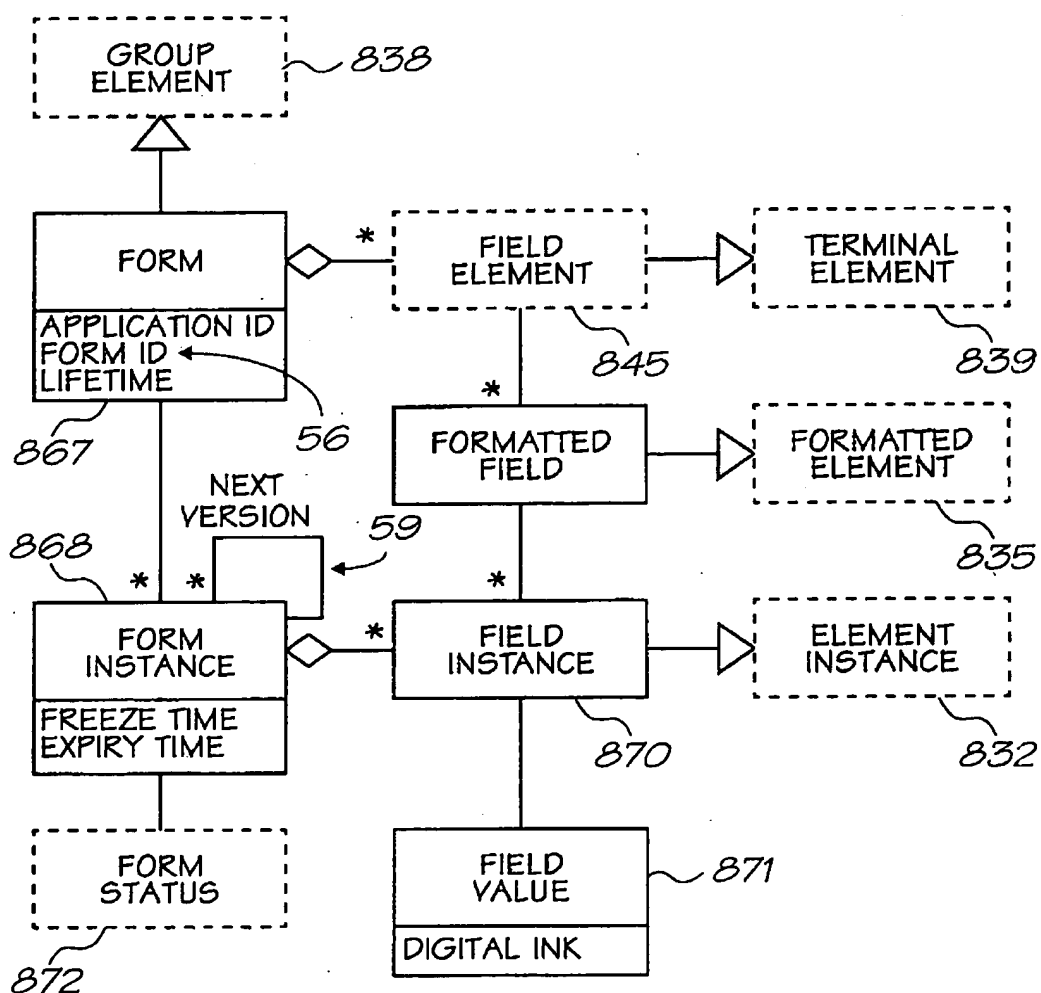 GROUP
ELEMENT
838
FORM
*
FIELD
ELEMENT
TERMINAL
ELEMENT
APPLICATION ID
FORM ID
LIFETIME
845
839
867
56
*
FORMATTED
FIELD
FORMATTED
ELEMENT
NEXT
VERSION
59
835
868
*
*
*
FORM
INSTANCE
*
FIELD
INSTANCE
ELEMENT
INSTANCE
FREEZE TIME
EXPIRY TIME
870
832
FORM
STATUS
FIELD
VALUE
871
872
DIGITAL INK